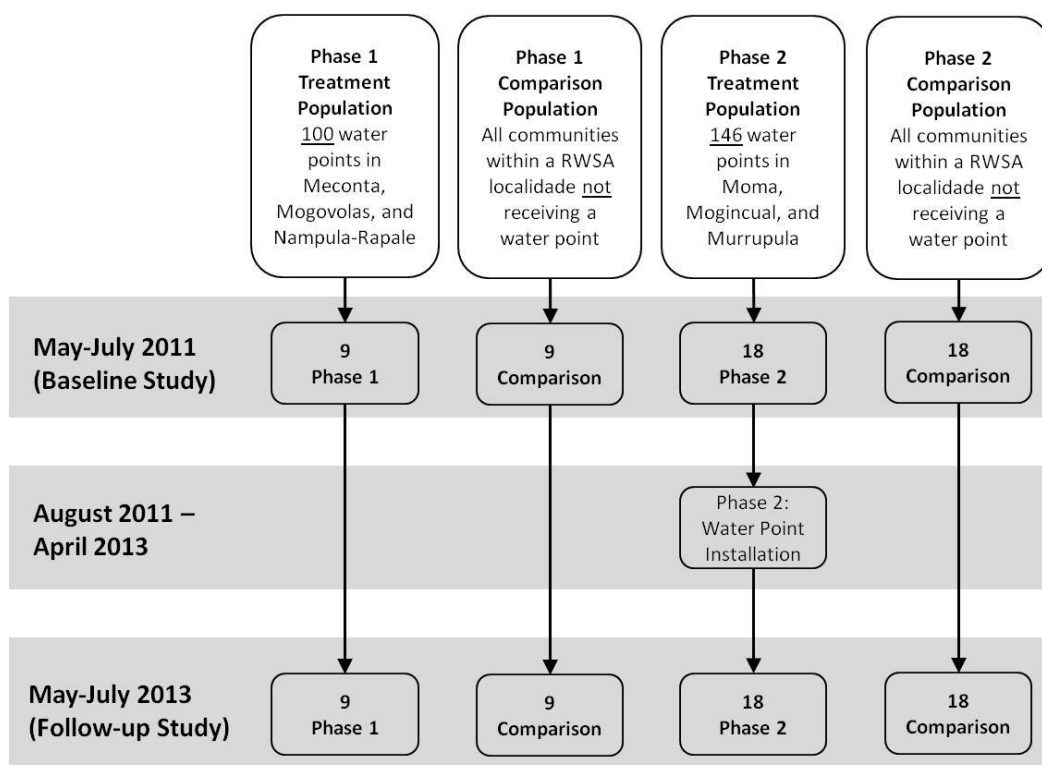 Phase 1
Treatment
Population
100 water
points in
Meconta,
Mogovolas, and
Nampula-Rapale
Phase 1
Comparison
Population
All communities
within a RWSA
localidade not
receiving a
water point
Phase 2
Treatment
Population
146 water
points in
Moma,
Mogincual, and
Murrupula
Phase 2
Comparison
Population
All communities
within a RWSA
localidade not
receiving a
water point
May-July 2011
(Baseline Study)
9
Phase 1
9
Comparison
18
Phase 2
18
Comparison
August 2011 –
April 2013
Phase 2:
Water Point
Installation
May-July 2013
(Follow-up Study)
9
Phase 1
9
Comparison
18
Phase 2
18
Comparison